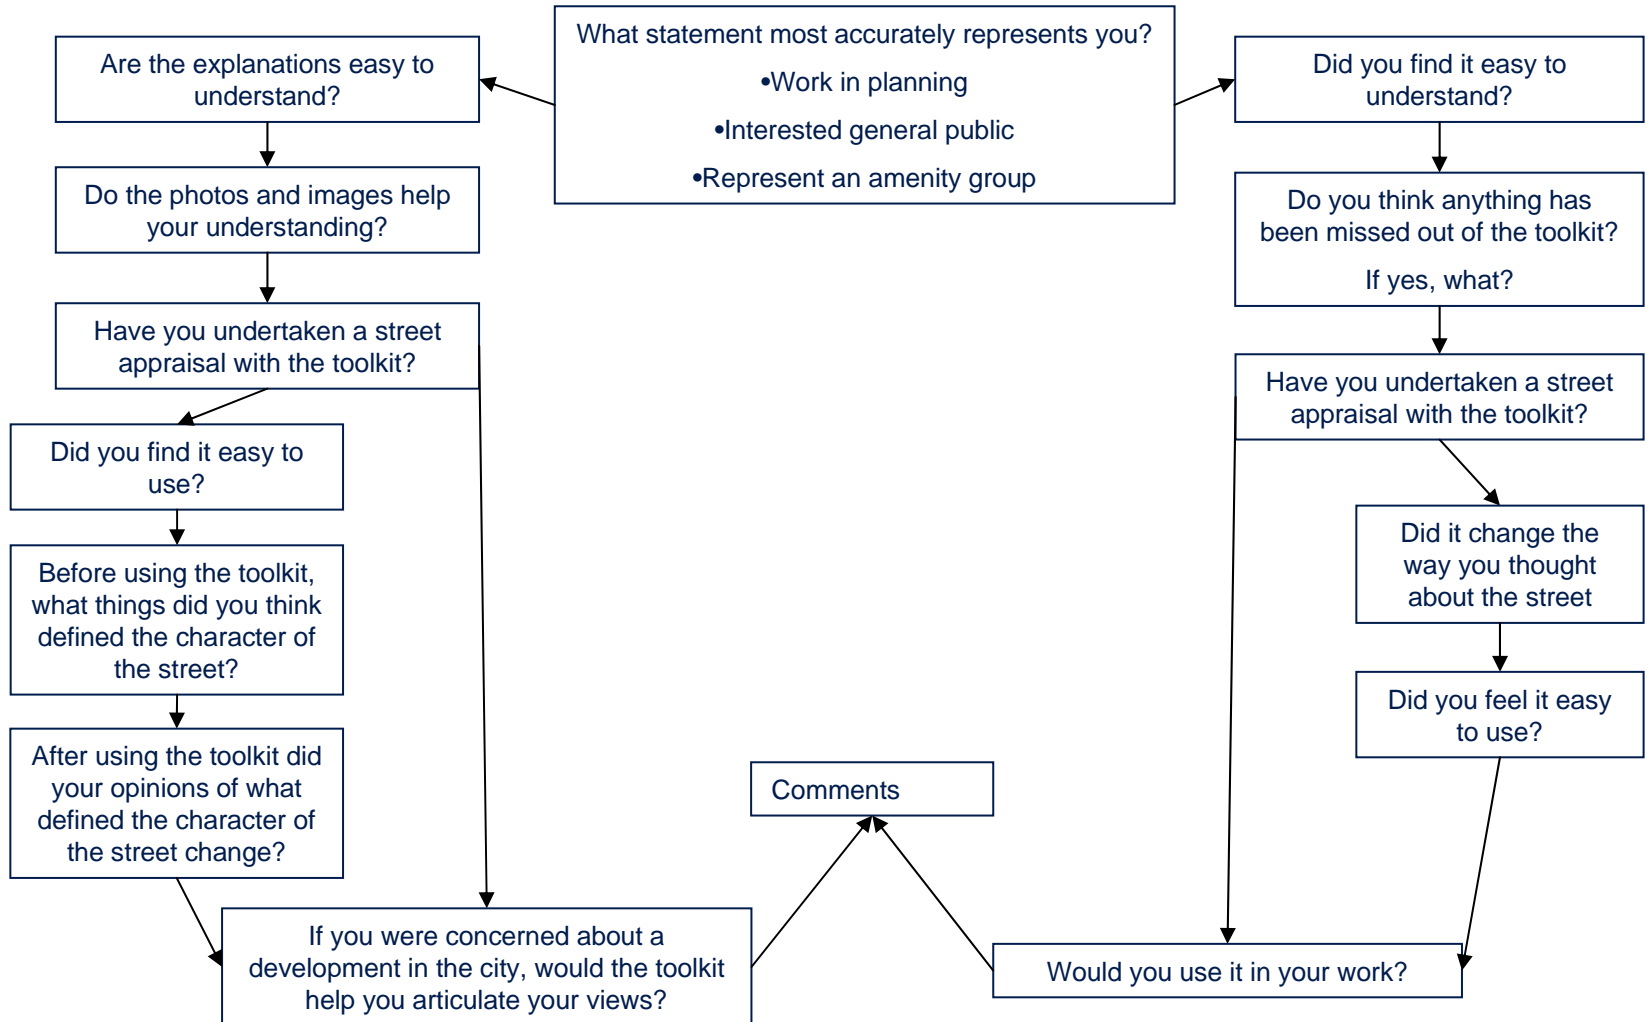 What statement most accurately represents you?
•Work in planning
•Interested general public
•Represent an amenity group
Are the explanations easy to
understand?
Do the photos and images help
your understanding?
Have you undertaken a street
appraisal with the toolkit?
Did you find it easy to
use?
Before using the toolkit,
what things did you think
defined the character of
the street?
After using the toolkit did
your opinions of what
defined the character of
the street change?
If you were concerned about a
development in the city, would the toolkit
help you articulate your views?
Did you find it easy to
understand?
Do you think anything has
been missed out of the toolkit?
If yes, what?
Have you undertaken a street
appraisal with the toolkit?
Did it change the
way you thought
about the street
Did you feel it easy
to use?
Would you use it in your work?
Comments